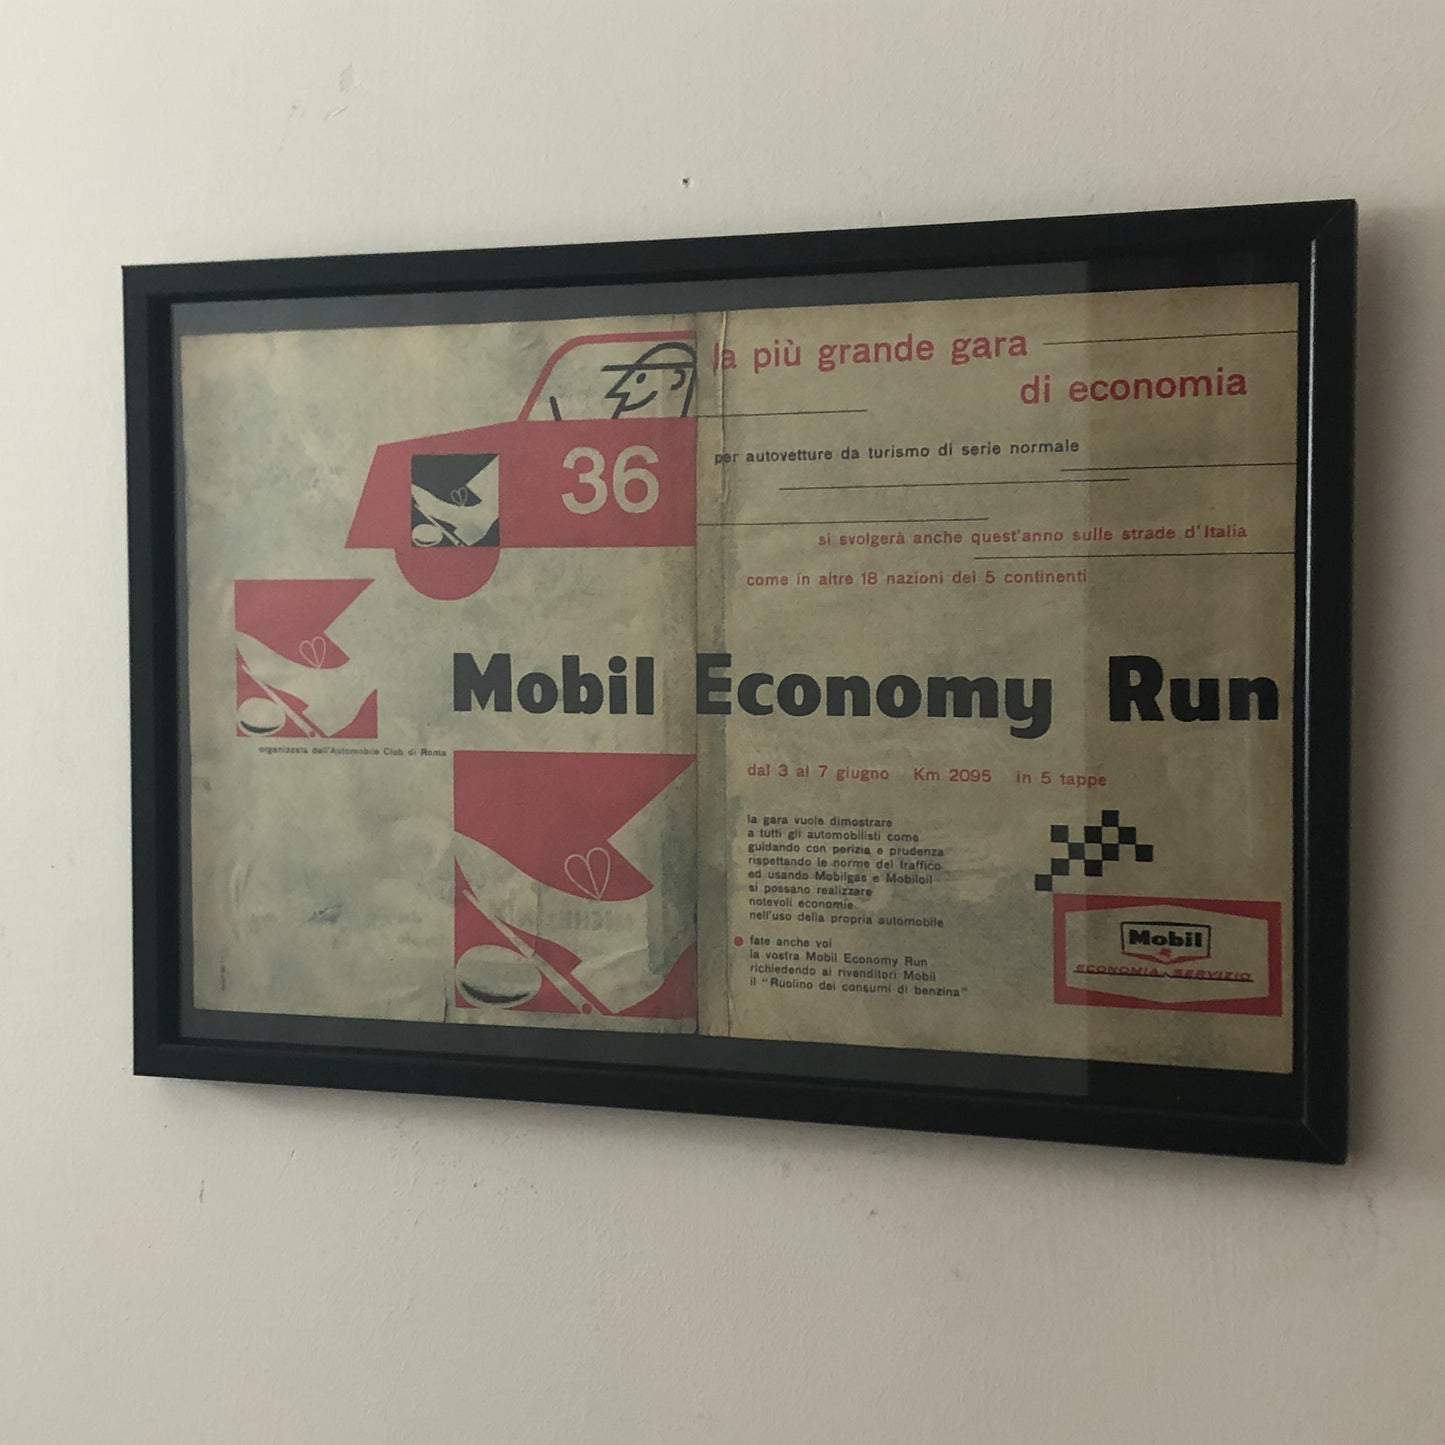 36
la più grande gara
di economia
per autovetture da turismo di serie normale
si svolgerà anche quest'anno sulle strade d'Italia
come in altre 18 nazioni dei 5 continenti
Mobil Economy Run
organizzata dall'Automobile Club di Roma
dal 3 al 7 giugno Km 2095 in 5 tappe
la gara vuole dimostrare
a tutti gli automobilisti come
guidando con perizia e prudenza
rispettando le norme del traffico
ed usando Mobilgas e Mobiloil
si possano realizzare
notevoli economie
nell'uso della propria automobile
fate anche voi
la vostra Mobil Economy Run
richiedendo ai rivenditori Mobil
il "Ruolino dei consumi di benzina"
Mobil
ECONOMIA SERVIZIO